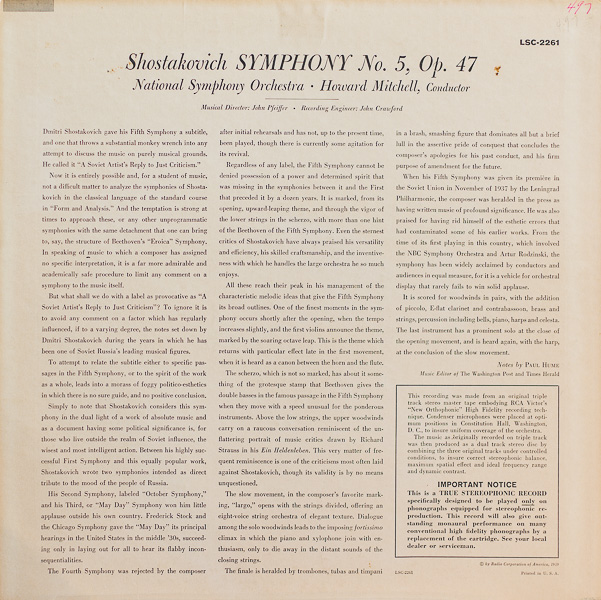 497
LSC-2261
Shostakovich SYMPHONY No. 5, Op. 47
National Symphony Orchestra • Howard Mitchell, Conductor
Musical Director: John Pfeiffer • Recording Engineer: John Crawford
Dmitri Shostakovich gave his Fifth Symphony a subtitle,
and one that throws a substantial monkey wrench into any
attempt to discuss the music on purely musical grounds.
He called it "A Soviet Artist's Reply to Just Criticism."
Now it is entirely possible and, for a student of music,
not a difficult matter to analyze the symphonies of Shosta-
kovich in the classical language of the standard course
in "Form and Analysis." And the temptation is strong at
times to approach these, or any other unprogrammatic
symphonies with the same detachment that one can bring
to, say, the structure of Beethoven's "Eroica" Symphony.
In speaking of music to which a composer has assigned
no specific interpretation, it is a far more admirable and
academically safe procedure to limit any comment on a
symphony to the music itself.
But what shall we do with a label as provocative as "A
Soviet Artist's Reply to Just Criticism"? To ignore it is
to avoid any comment on a factor which has regularly
influenced, if to a varying degree, the notes set down by
Dmitri Shostakovich during the years in which he has
been one of Soviet Russia's leading musical figures.
To attempt to relate the subtitle either to specific pas-
sages in the Fifth Symphony, or to the spirit of the work
as a whole, leads into a morass of foggy politico-esthetics
in which there is no sure guide, and no positive conclusion.
Simply to note that Shostakovich considers this sym-
phony in the dual light of a work of absolute music and
as a document having some political significance is, for
those who live outside the realm of Soviet influence, the
wisest and most intelligent action. Between his highly suc-
cessful First Symphony and this equally popular work,
Shostakovich wrote two symphonies intended as direct
tribute to the mood of the people of Russia.
His Second Symphony, labeled "October Symphony,"
and his Third, or "May Day" Symphony won him little
applause outside his own country. Frederick Stock and
the Chicago Symphony gave the "May Day" its principal
hearings in the United States in the middle '30s, succeed-
ing only in laying out for all to hear its flabby incon-
sequentialities.
The Fourth Symphony was rejected by the composer
after initial rehearsals and has not, up to the present time,
been played, though there is currently some agitation for
its revival.
Regardless of any label, the Fifth Symphony cannot be
denied possession of a power and determined spirit that
was missing in the symphonies between it and the First
that preceded it by a dozen years. It is marked, from its
opening, upward-leaping theme, and through the vigor of
the lower strings in the scherzo, with more than one hint
of the Beethoven of the Fifth Symphony. Even the sternest
critics of Shostakovich have always praised his versatility
and efficiency, his skilled craftsmanship, and the inventive-
ness with which he handles the large orchestra he so much
enjoys.
All these reach their peak in his management of the
characteristic melodic ideas that give the Fifth Symphony
its broad outlines. One of the finest moments in the sym-
phony occurs shortly after the opening, when the tempo
increases slightly, and the first violins announce the theme,
marked by the soaring octave leap. This is the theme which
returns with particular effect late in the first movement,
when it is heard as a canon between the horn and the flute.
The scherzo, which is not so marked, has about it some-
thing of the grotesque stamp that Beethoven gives the
double basses in the famous passage in the Fifth Symphony
when they move with a speed unusual for the ponderous
instruments. Above the low strings, the upper woodwinds
carry on a raucous conversation reminiscent of the un-
flattering portrait of music critics drawn by Richard
Strauss in his Ein Heldenleben. This very matter of fre-
quent reminiscence is one of the criticisms most often laid
against Shostakovich, though its validity is by no means
unquestioned.
The slow movement, in the composer's favorite mark-
ing, "largo," opens with the strings divided, offering an
eight-voice string orchestra of elegant texture. Dialogue
among the solo woodwinds leads to the imposing fortissimo
climax in which the piano and xylophone join with en-
thusiasm, only to die away in the distant sounds of the
closing strings.
The finale is heralded by trombones, tubas and timpani
in a brash, smashing figure that dominates all but a brief
lull in the assertive pride of conquest that concludes the
composer's apologies for his past conduct, and his firm
purpose of amendment for the future.
When his Fifth Symphony was given its première in
the Soviet Union in November of 1937 by the Leningrad
Philharmonic, the composer was heralded in the press as
having written music of profound significance. He was also
praised for having rid himself of the esthetic errors that
had contaminated some of his earlier works. From the
time of its first playing in this country, which involved
the NBC Symphony Orchestra and Artur Rodzinski, the
symphony has been widely acclaimed by conductors and
audiences in equal measure, for it is a vehicle for orchestral
display that rarely fails to win solid applause.
It is scored for woodwinds in pairs, with the addition
of piccolo, E-flat clarinet and contrabassoon, brass and
strings, percussion including bells, piano, harps and celesta.
The last instrument has a prominent solo at the close of
the opening movement, and is heard again, with the harp,
at the conclusion of the slow movement.
Notes by PAUL HUME
Music Editor of The Washington Post and Times Herald
This recording was made from an original triple
track stereo master tape embodying RCA Victor's
"New Orthophonic" High Fidelity recording tech-
nique. Condenser microphones were placed at opti-
mum positions in Constitution Hall, Washington,
D. C., to insure uniform coverage of the orchestra.
The music as originally recorded on triple track
was then produced as a dual track stereo disc by
combining the three original tracks under controlled
conditions, to insure correct stereophonic balance,
maximum spatial effect and ideal frequency range
and dynamic contrast.
IMPORTANT NOTICE
This is a TRUE STEREOPHONIC RECORD
specifically designed to be played only on
phonographs equipped for stereophonic re-
production. This record will also give out-
standing monaural performance on many
conventional high fidelity phonographs by a
replacement of the cartridge. See your local
dealer or serviceman.
© by Radio Corporation of America, 1959
LSC-2261
Printed in U. S. A.